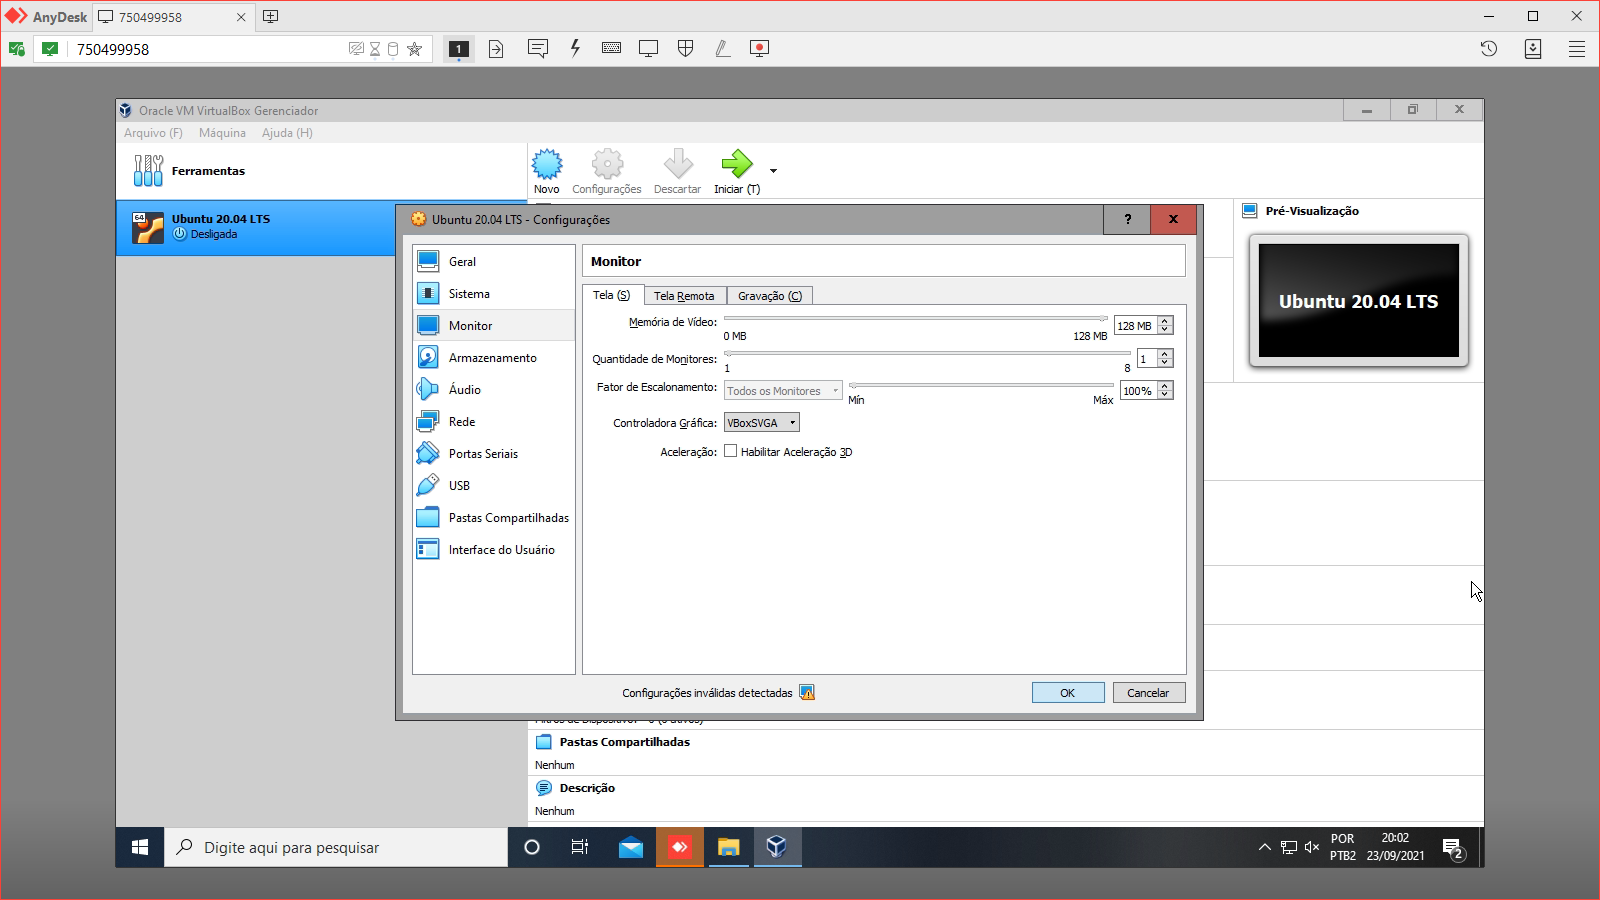 AnyDesk
750499958
750499958
1
Oracle VM VirtualBox Gerenciador
Arquivo (F) Máquina Ajuda (H)
Ferramentas
Novo Configurações Descartar Iniciar (T)
64
Ubuntu 20.04 LTS
Desligada
Pré-Visualização
Ubuntu 20.04 LTS
Ubuntu 20.04 LTS - Configurações
?
Geral
Sistema
Monitor
Armazenamento
Áudio
Rede
Portas Seriais
USB
Pastas Compartilhadas
Interface do Usuário
Monitor
Tela (S) Tela Remota Gravação (C)
Memória de Vídeo: 128 MB
0 MB 128 MB
Quantidade de Monitores: 1
1 8
Fator de Escalonamento: Todos os Monitores 100%
Mín Máx
Controladora Gráfica: VBoxSVGA
Aceleração: Habilitar Aceleração 3D
Configurações inválidas detectadas
OK Cancelar
Pastas Compartilhadas
Nenhum
Descrição
Nenhum
Digite aqui para pesquisar
POR
PTB2
20:02
23/09/2021
2